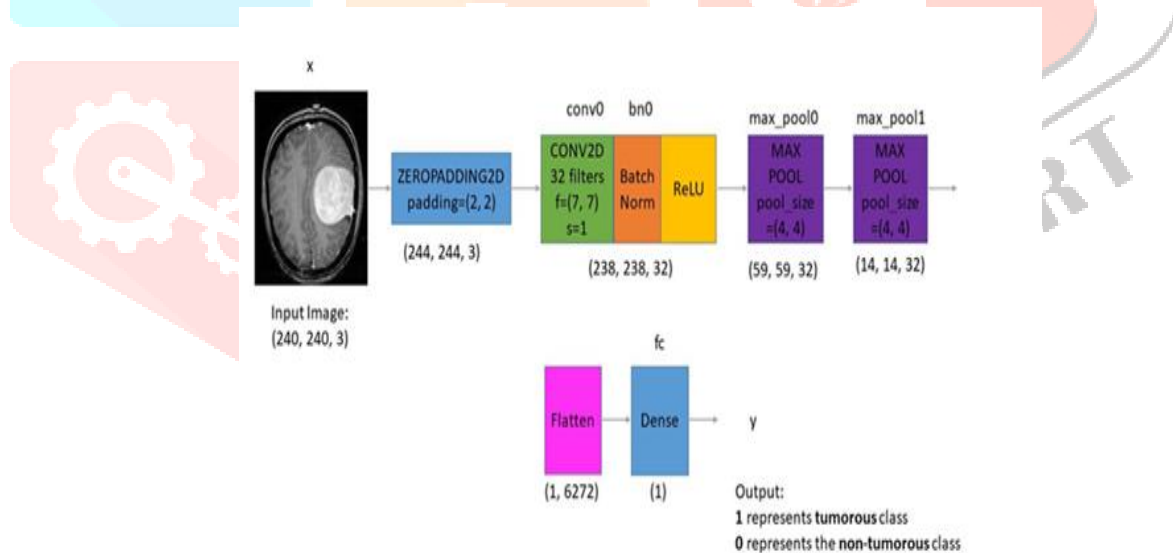 x
conv0 bn0
max_pool0 max_pool1
ZEROPADDING2D
padding=(2, 2)
CONV2D
32 filters
f=(7, 7)
s=1
Batch
Norm
ReLU
MAX
POOL
pool_size
=(4, 4)
MAX
POOL
pool_size
=(4, 4)
(244, 244, 3)
(238, 238, 32)
(59, 59, 32)
(14, 14, 32)
Input Image:
(240, 240, 3)
fc
Flatten
Dense
y
(1, 6272)
(1)
Output:
1 represents tumorous class
0 represents the non-tumorous class
RT